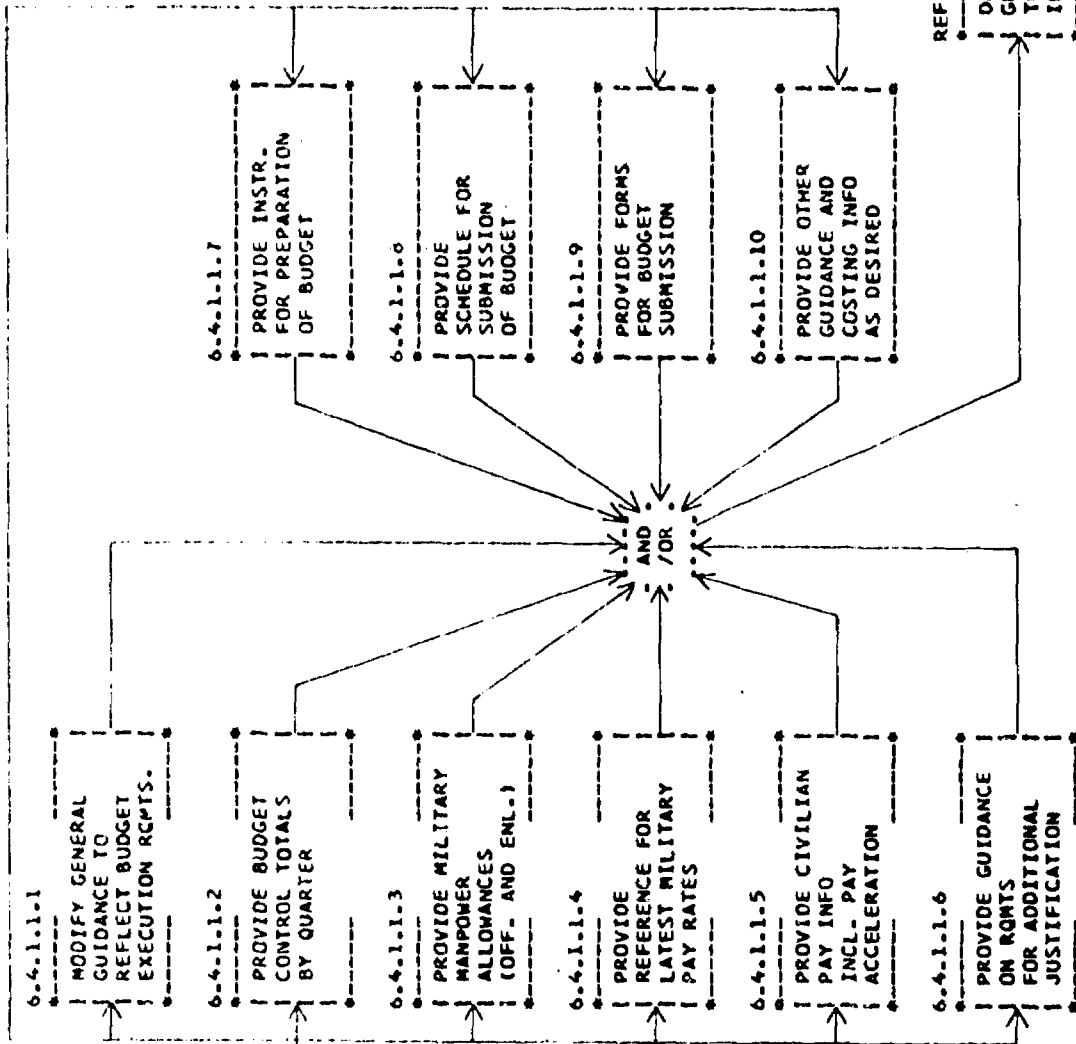 6.4.1.1.1
MODIFY GENERAL
GUIDANCE TO
REFLECT BUDGET
EXECUTION RQMTS.
6.4.1.1.2
PROVIDE BUDGET
CONTROL TOTALS
BY QUARTER
6.4.1.1.3
PROVIDE MILITARY
MANPOWER
ALLOWANCES
(OFF. AND ENL.)
6.4.1.1.4
PROVIDE
REFERENCE FOR
LATEST MILITARY
PAY RATES
6.4.1.1.5
PROVIDE CIVILIAN
PAY INFO
INCL. PAY
ACCELERATION
6.4.1.1.6
PROVIDE GUIDANCE
ON RQMTS
FOR ADDITIONAL
JUSTIFICATION
AND
/OR
6.4.1.1.7
PROVIDE INSTR.
FOR PREPARATION
OF BUDGET
6.4.1.1.8
PROVIDE
SCHEDULE FOR
SUBMISSION
OF BUDGET
6.4.1.1.9
PROVIDE FORMS
FOR BUDGET
SUBMISSION
6.4.1.1.10
PROVIDE OTHER
GUIDANCE AND
COSTING INFO
AS DESIRED
REF